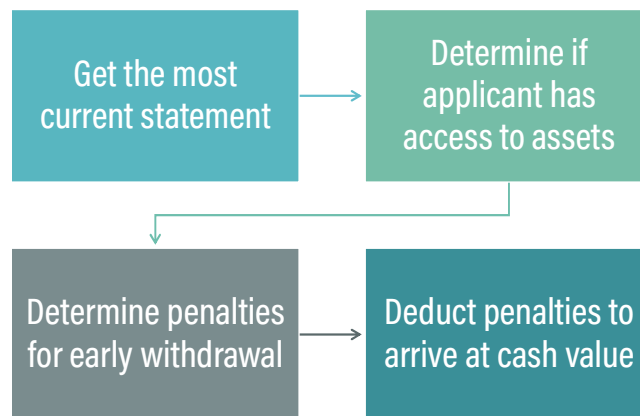 Get the most
current statement
Determine if
applicant has
access to assets
Determine penalties
for early withdrawal
Deduct penalties to
arrive at cash value